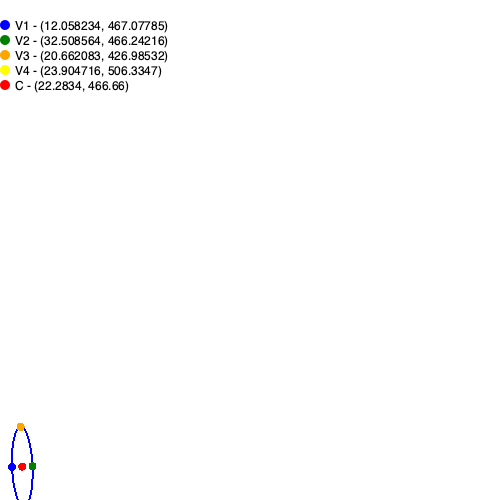 V1 - (12.058234, 467.07785)
V2 - (32.508564, 466.24216)
V3 - (20.662083, 426.98532)
V4 - (23.904716, 506.3347)
C - (22.2834, 466.66)